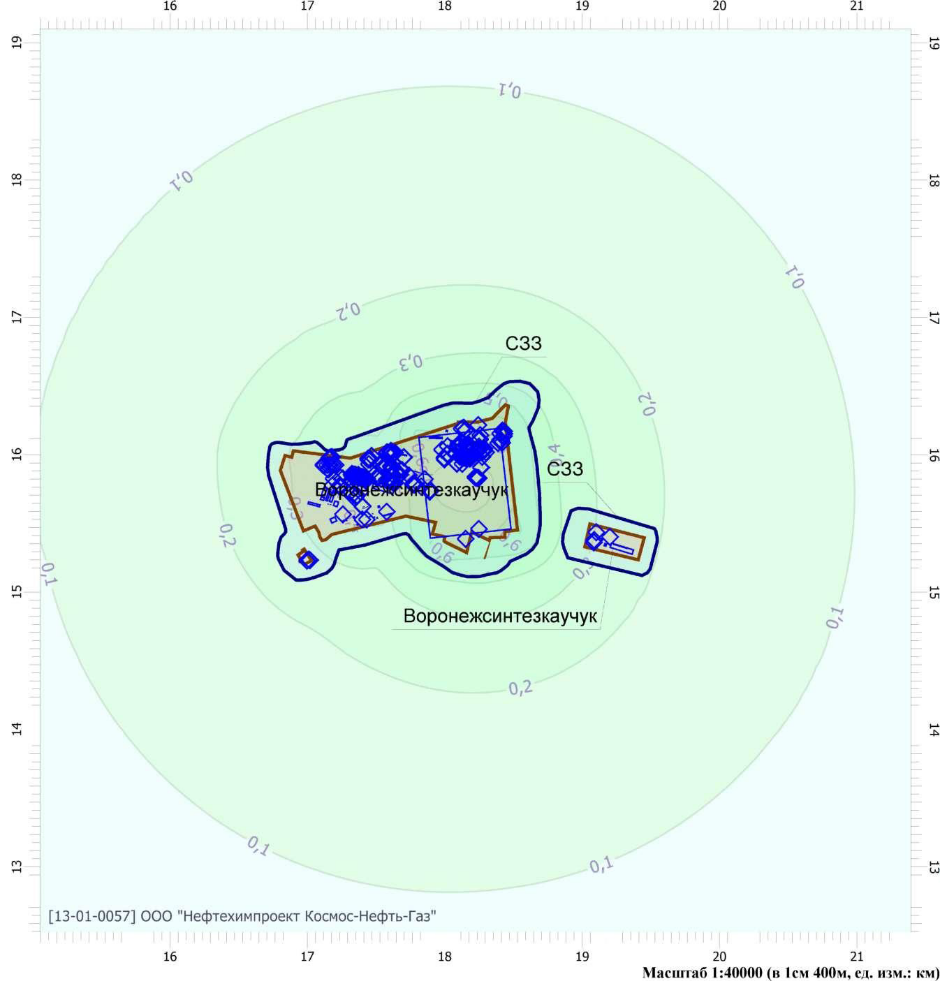 16 17 18 19 20 21
19 19
0,1
18 18
0,1
0,1
17 17
0,2
0,3
СЗЗ
0,2
16 16
0,4
СЗЗ
Воронежсинтезкаучук
0,2
0,1
15 15
Воронежсинтезкаучук
0,1
0,2
14 14
0,1
0,1
13 13
[13-01-0057] ООО "Нефтехимпроект Космос-Нефть-Газ"
16 17 18 19 20 21
Масштаб 1:40000 (в 1см 400м, ед. изм.: км)